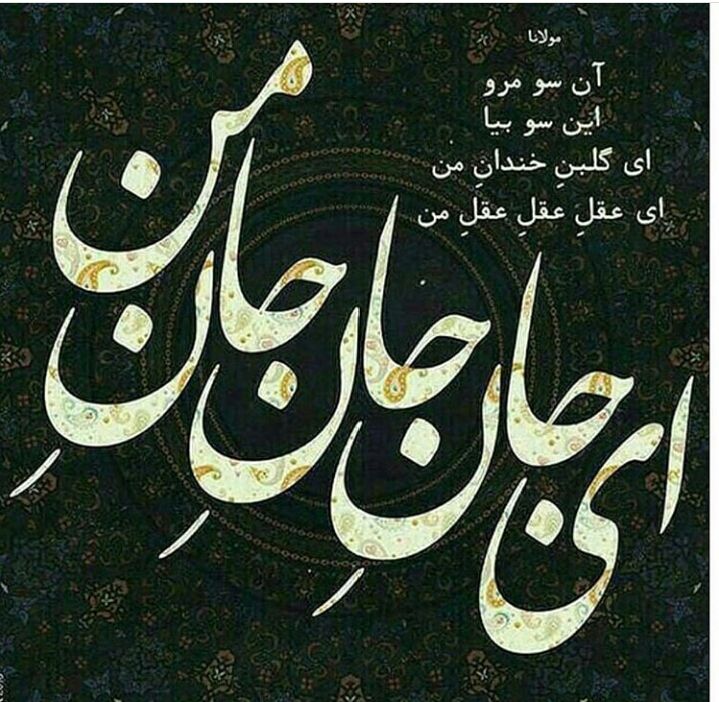 مولانا
آن سو مرو
این سو بیا
ای گلبنِ خندانِ من
ای عقلِ عقلِ عقلِ من
ای جانِ جانِ جانِ من